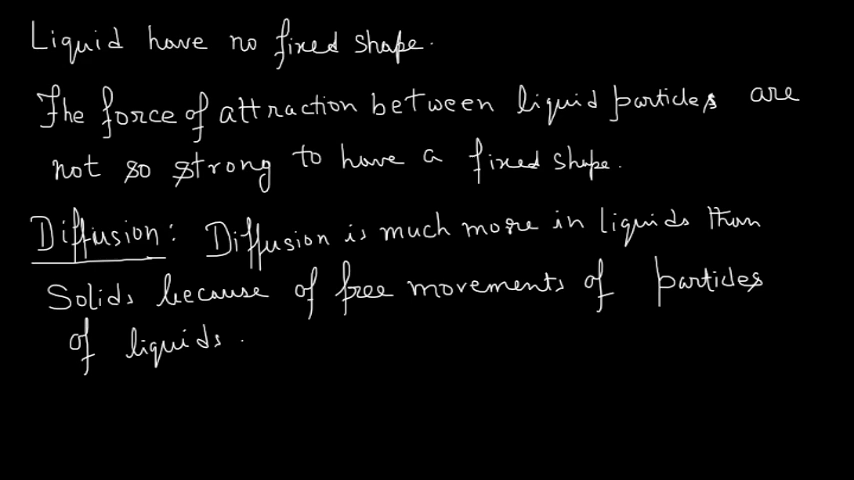 Liquid have no fixed shape.
The force of attraction between liquid particles are
not so strong to have a fixed shape.
Diffusion: Diffusion is much more in liquids than
Solids because of free movements of particles
of liquids.